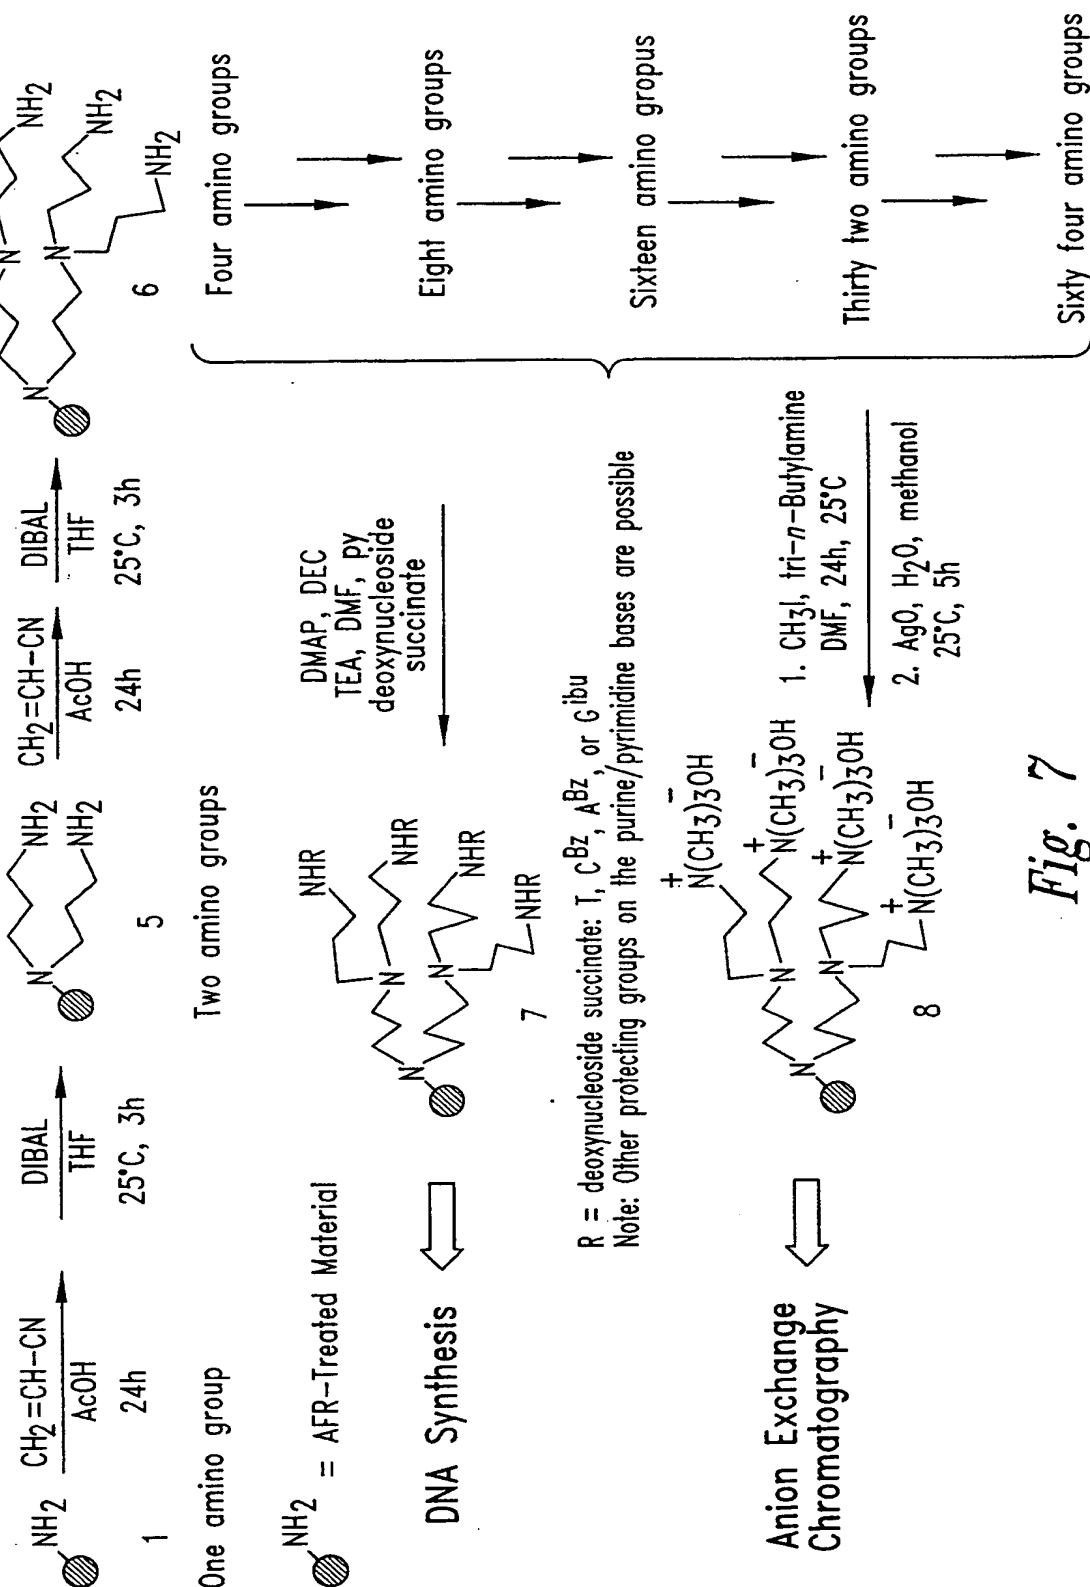 NH2
1
One amino group
CH2=CH-CN
AcOH
24h
DIBAL
THF
25°C, 3h
N
NH2
NH2
5
Two amino groups
CH2=CH-CN
AcOH
24h
DIBAL
THF
25°C, 3h
N
N
N
NH2
NH2
NH2
6
Four amino groups
Eight amino groups
Sixteen amino gropus
Thirty two amino groups
Sixty four amino groups
NH2
= AFR-Treated Material
DNA Synthesis
N
N
N
NHR
NHR
NHR
NHR
7
DMAP, DEC
TEA, DMF, py
deoxynucleoside
succinate
R = deoxynucleoside succinate: T, C^Bz, A^Bz, or G^ibu
Note: Other protecting groups on the purine/pyrimidine bases are possible
Anion Exchange
Chromatography
N
N
N
+ −
N(CH3)3OH
+ −
N(CH3)3OH
+ −
N(CH3)3OH
+ −
N(CH3)3OH
8
1. CH3I, tri-n-Butylamine
DMF, 24h, 25°C
2. AgO, H2O, methanol
25°C, 5h
Fig. 7